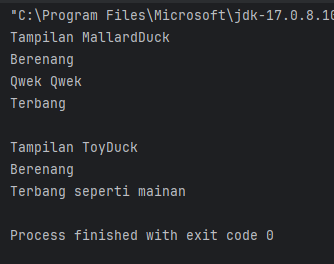 "C:\Program Files\Microsoft\jdk-17.0.8.10
Tampilan MallardDuck
Berenang
Qwek Qwek
Terbang
Tampilan ToyDuck
Berenang
Terbang seperti mainan
Process finished with exit code 0